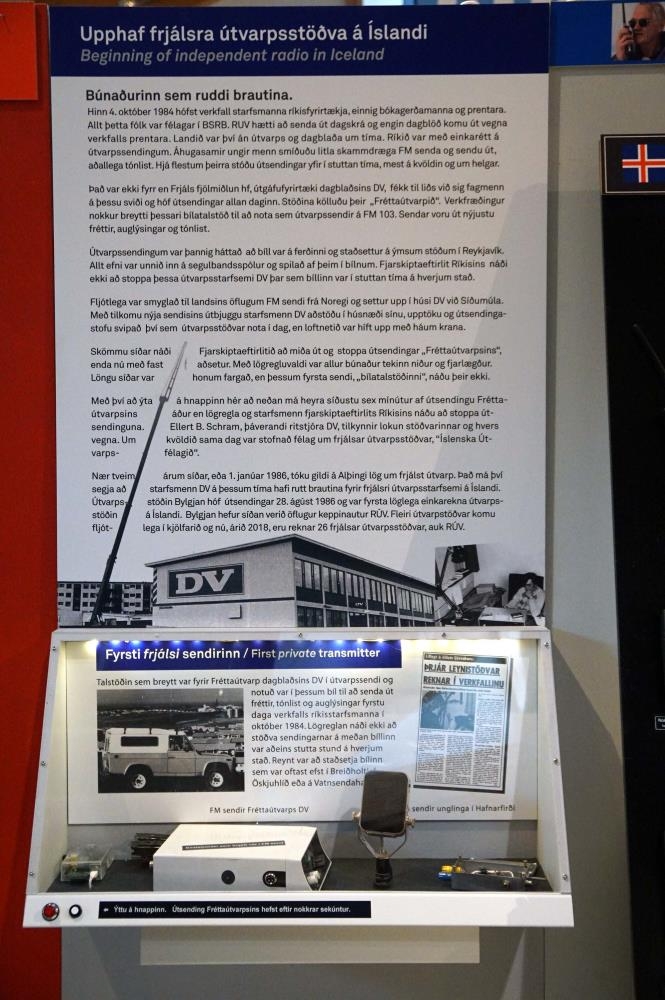 Upphaf frjálsra útvarpsstöðva á Íslandi
Beginning of independent radio in Iceland
Búnaðurinn sem ruddi brautina.
Hinn 4. október 1984 hófst verkfall starfsmanna ríkisfyrirtækja, einnig bókagerðamanna og prentara.
Allt þetta fólk var félagar í BSRB. RUV hætti að senda út dagskrá og engin dagblöð komu út vegna
verkfalls prentara. Landið var því án útvarps og dagblaða um tíma. Ríkið var með einkarétt á
útvarpssendingum. Áhugasamir ungir menn smíðuðu litla skammdræga FM senda og sendu út,
aðallega tónlist. Hjá flestum þeirra stóðu útsendingar yfir í stuttan tíma, mest á kvöldin og um helgar.
Það var ekki fyrr en Frjáls fjölmiðlun hf, útgáfufyrirtæki dagblaðsins DV, fékk til liðs við sig fagmenn
á þessu sviði og hóf útsendingar allan daginn. Stöðina kölluðu þeir „Fréttaútvarpið“. Verkfræðingur
nokkur breytti þessari bílatalstöð til að nota sem útvarpssendir á FM 103. Sendar voru út nýjustu
fréttir, auglýsingar og tónlist.
Útvarpssendingum var þannig háttað að bíll var á ferðinni og staðsettur á ýmsum stöðum í Reykjavík.
Allt efni var unnið inn á segulbandsspólur og spilað af þeim í bílnum. Fjarskiptaeftirlit Ríkisins náði
ekki að stoppa þessa útvarpsstarfsemi DV þar sem bíllinn var í stuttan tíma á hverjum stað.
Fljótlega var smyglað til landsins öflugum FM sendi frá Noregi og settur upp í húsi DV við Síðumúla.
Með tilkomu nýja sendisins útbjuggu starfsmenn DV aðstöðu í húsnæði sínu, upptöku og útsendinga-
stofu svipað því sem útvarpsstöðvar nota í dag, en loftnetið var híft upp með háum krana.
Skömmu síðar náði Fjarskiptaeftirlitið að miða út og stoppa útsendingar „Fréttaútvarpsins“,
enda nú með fast aðsetur. Með lögregluvaldi var allur búnaður tekinn niður og fjarlægður.
Löngu síðar var honum fargað, en þessum fyrsta sendi, „bílatalstöðinni“, náðu þeir ekki.
Með því að ýta á hnappinn hér að neðan má heyra síðustu sex mínútur af útsendingu Frétta-
útvarpsins áður en lögregla og starfsmenn fjarskiptaeftirlits Ríkisins náðu að stoppa út-
sendinguna. Ellert B. Schram, þáverandi ritstjóra DV, tilkynnir lokun stöðvarinnar og hvers
vegna. Um kvöldið sama dag var stofnað félag um frjálsar útvarpsstöðvar, “Íslenska Út-
varps- félagið“.
Nær tveim árum síðar, eða 1. janúar 1986, tóku gildi á Alþingi lög um frjálst útvarp. Það má því
segja að starfsmenn DV á þessum tíma hafi rutt brautina fyrir frjálsri útvarpsstarfsemi á Íslandi.
Útvarps- stöðin Bylgjan hóf útsendingar 28. ágúst 1986 og var fyrsta löglega einkarekna útvarps-
stöðin á Íslandi. Bylgjan hefur síðan verið öflugur keppinautur RÚV. Fleiri útvarpstöðvar komu
fljót- lega í kjölfarið og nú, árið 2018, eru reknar 26 frjálsar útvarpsstöðvar, auk RÚV.
DV
Fyrsti frjálsi sendirinn / First private transmitter
Talstöðin sem breytt var fyrir Fréttaútvarp dagblaðsins DV í útvarpssendi og
notuð var í þessum bíl til að senda út
fréttir, tónlist og auglýsingar fyrstu
daga verkfalls ríkisstarfsmanna í
október 1984. Lögreglan náði ekki að
stöðva sendingarnar á meðan bíllinn
var aðeins stutta stund á hverjum
stað. Reynt var að staðsetja bílinn
sem var oftast efst í
Öskjuhlíð eða á
ÞRJÁR LEYNISTÖÐVAR
REKNAR Í VERKFALLINU
FM sendir Fréttaútvarps DV
sendir unglinga í Hafnarfirði
Ýttu á hnappinn. Útsending Fréttaútvarpsins hefst eftir nokkrar sekúntur.